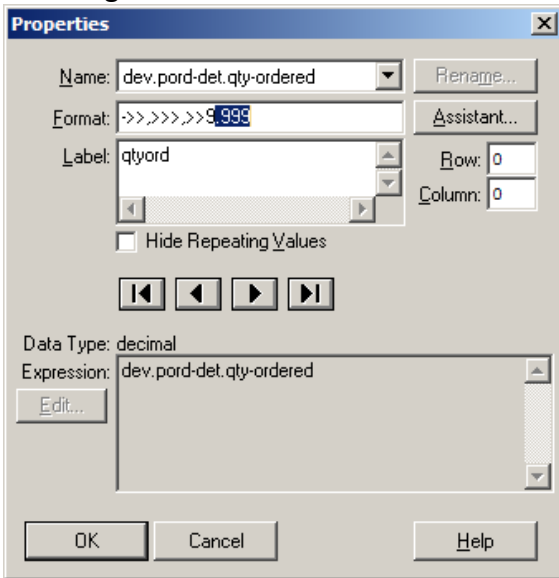 Properties
Name: dev.pord-det.qty-ordered Rename...
Format: ->>,>>>,>>9.999 Assistant...
Label: qtyord Row: 0
Column: 0
Hide Repeating Values
Data Type: decimal
Expression: dev.pord-det.qty-ordered
Edit...
OK Cancel Help